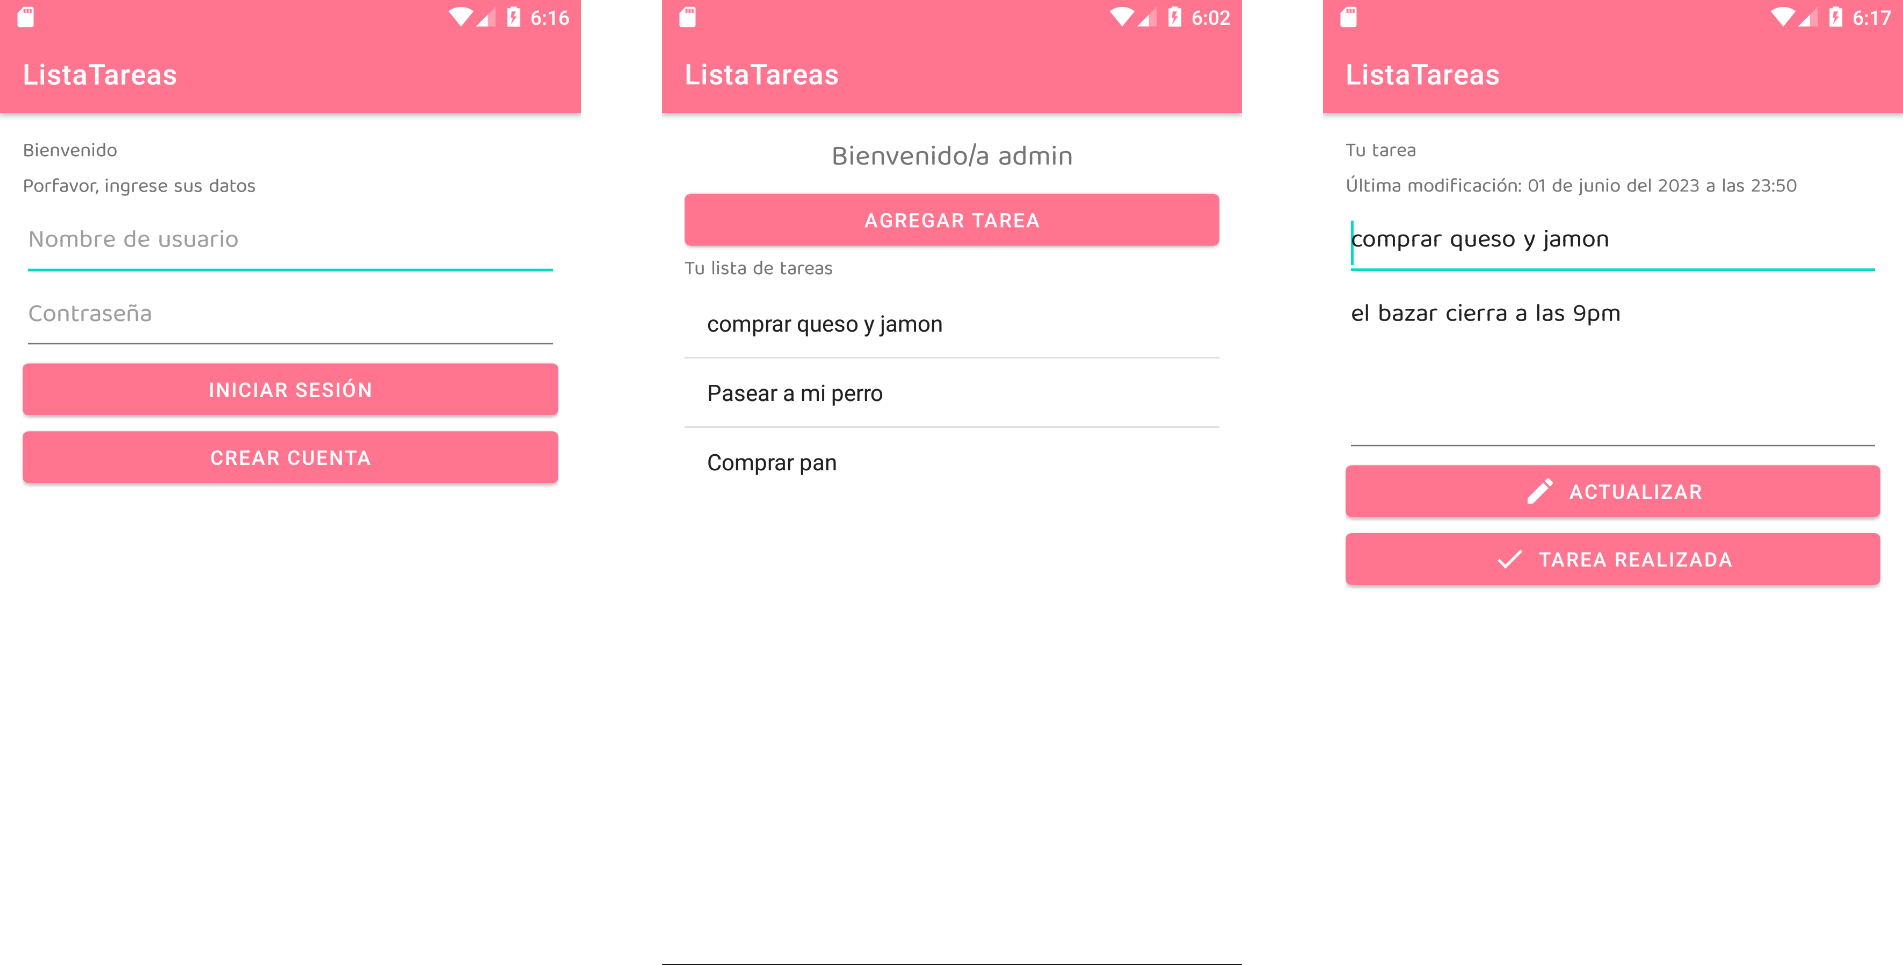 6:16
ListaTareas
Bienvenido
Porfavor, ingrese sus datos
Nombre de usuario
Contraseña
INICIAR SESIÓN
CREAR CUENTA
6:02
ListaTareas
Bienvenido/a admin
AGREGAR TAREA
Tu lista de tareas
comprar queso y jamon
Pasear a mi perro
Comprar pan
6:17
ListaTareas
Tu tarea
Última modificación: 01 de junio del 2023 a las 23:50
comprar queso y jamon
el bazar cierra a las 9pm
ACTUALIZAR
TAREA REALIZADA